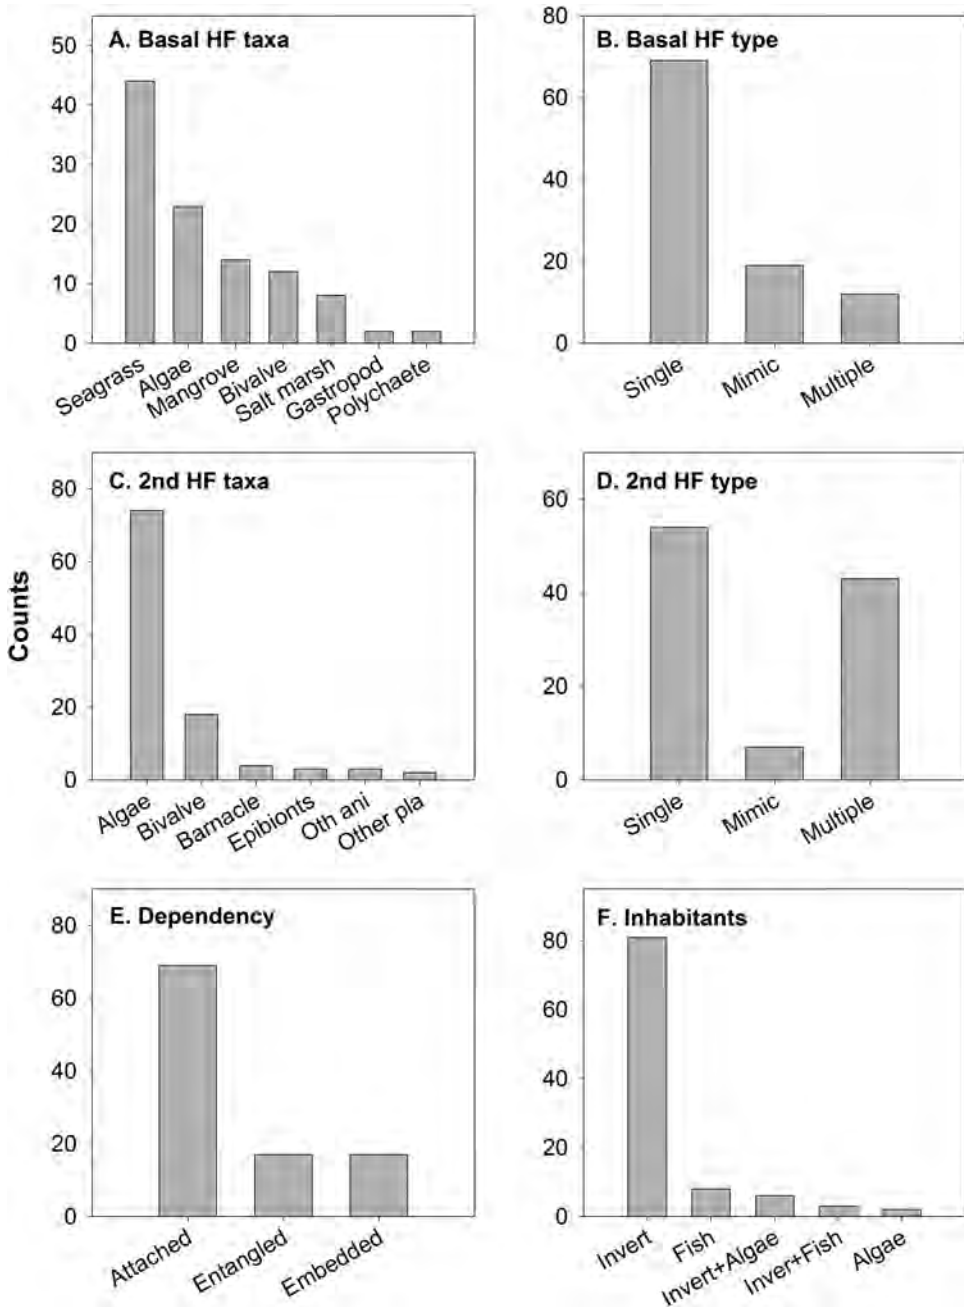 A. Basal HF taxa
50
40
30
20
10
0
Seagrass
Algae
Mangrove
Bivalve
Salt marsh
Gastropod
Polychaete
B. Basal HF type
80
60
40
20
0
Single
Mimic
Multiple
C. 2nd HF taxa
80
60
40
20
0
Algae
Bivalve
Barnacle
Epibionts
Oth ani
Other pla
D. 2nd HF type
60
40
20
0
Single
Mimic
Multiple
Counts
E. Dependency
80
60
40
20
0
Attached
Entangled
Embedded
F. Inhabitants
80
60
40
20
0
Invert
Fish
Invert+Algae
Inver+Fish
Algae